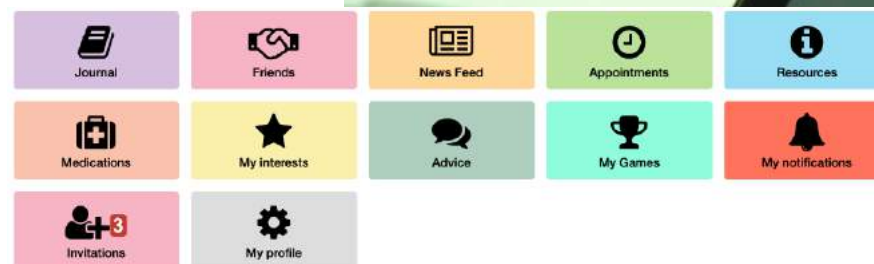 Journal
Friends
News Feed
Appointments
Resources
Medications
My interests
Advice
My Games
My notifications
3
Invitations
My profile